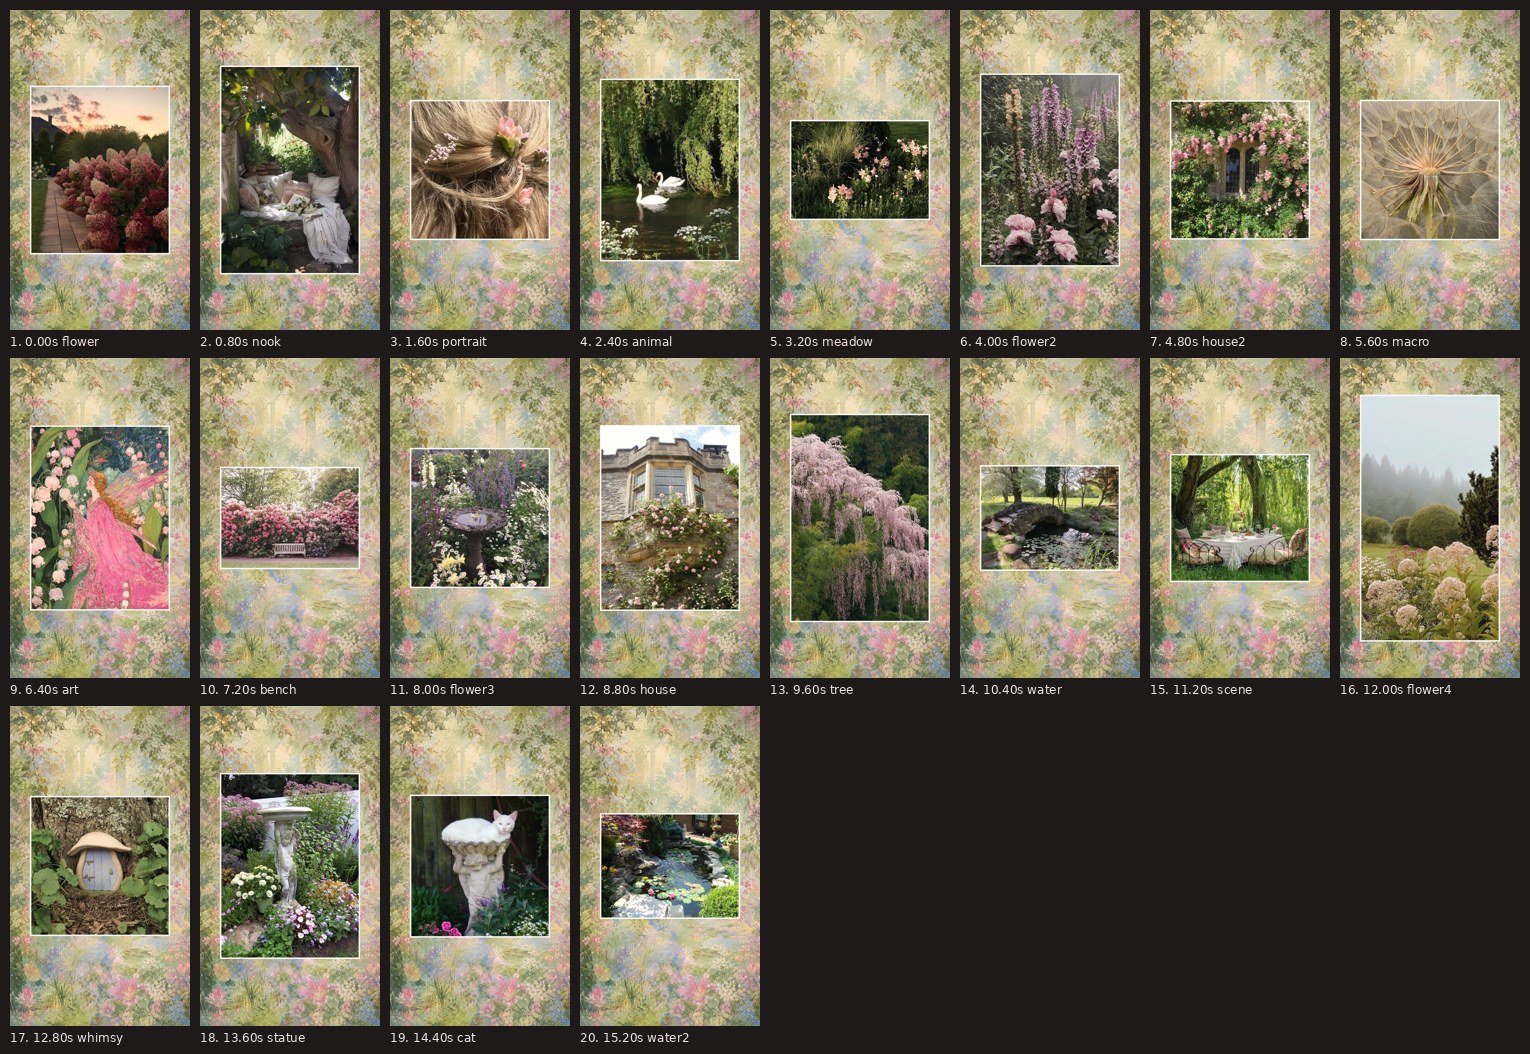 1. 0.00s flower
2. 0.80s nook
3. 1.60s portrait
4. 2.40s animal
5. 3.20s meadow
6. 4.00s flower2
7. 4.80s house2
8. 5.60s macro
9. 6.40s art
10. 7.20s bench
11. 8.00s flower3
12. 8.80s house
13. 9.60s tree
14. 10.40s water
15. 11.20s scene
16. 12.00s flower4
17. 12.80s whimsy
18. 13.60s statue
19. 14.40s cat
20. 15.20s water2